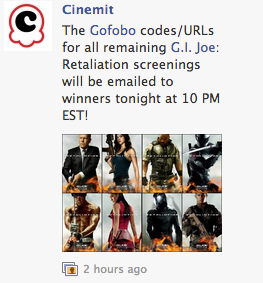 Cinemit
The Gofobo codes/URLs
for all remaining G.I. Joe:
Retaliation screenings
will be emailed to
winners tonight at 10 PM
EST!
2 hours ago